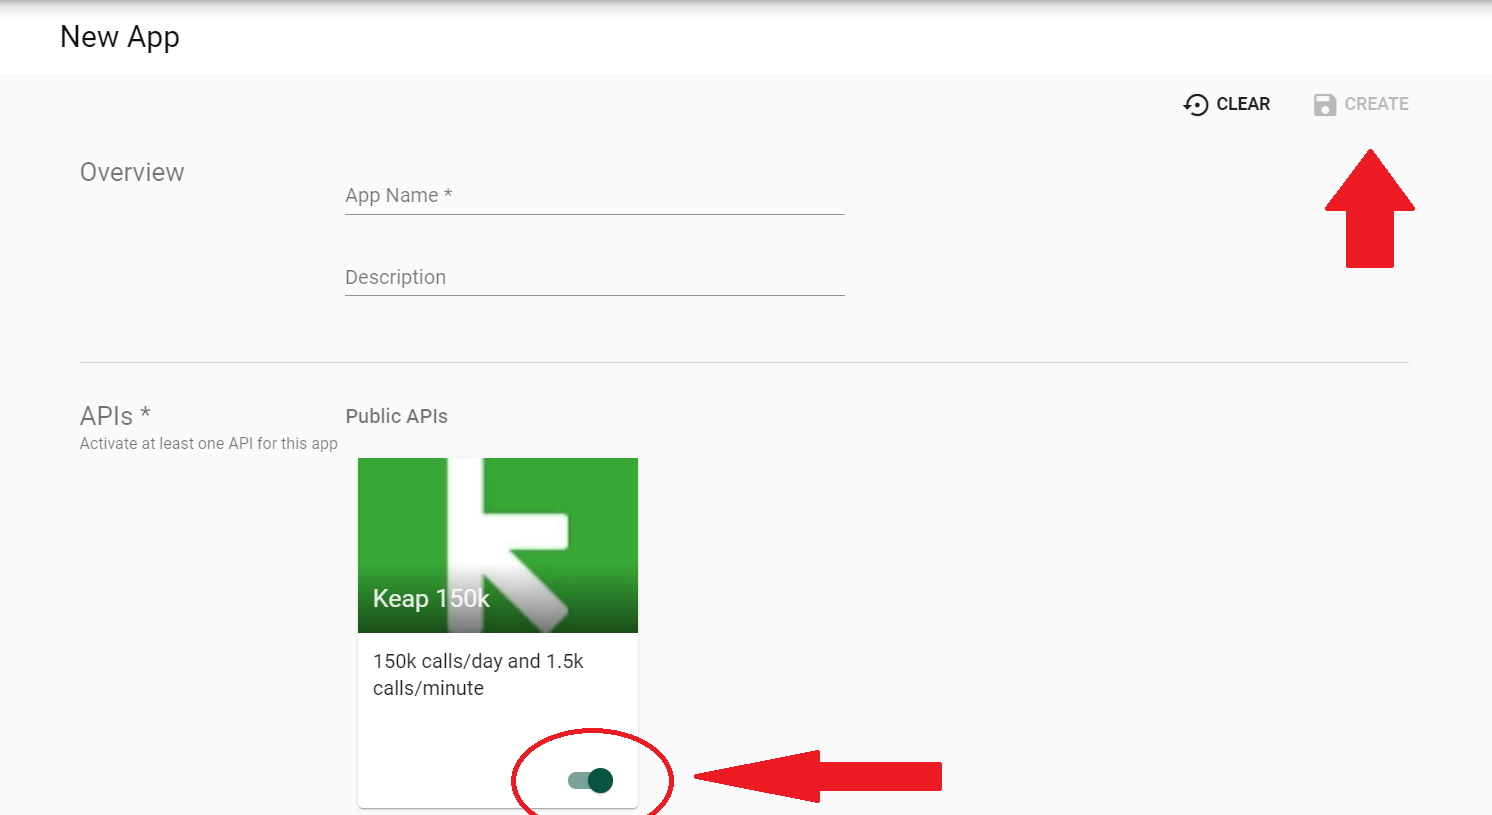 New App
CLEAR
CREATE
Overview
App Name *
Description
APIs *
Activate at least one API for this app
Public APIs
Keap 150k
150k calls/day and 1.5k
calls/minute